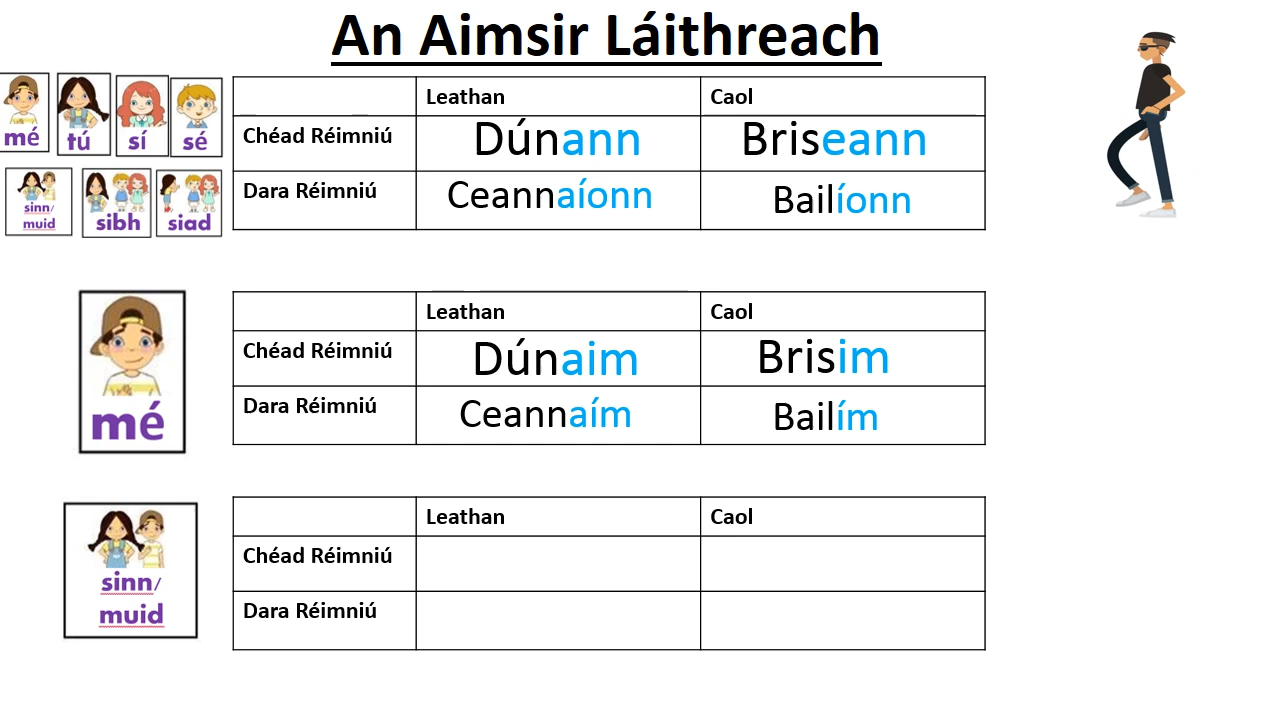 An Aimsir Láithreach
mé tú sí sé
sinn/
muid
sibh siad
Leathan Caol
Chéad Réimniú Dúnann Briseann
Dara Réimniú Ceannaíonn Bailíonn
mé
Leathan Caol
Chéad Réimniú Dúnaim Brisim
Dara Réimniú Ceannaím Bailím
sinn/
muid
Leathan Caol
Chéad Réimniú
Dara Réimniú